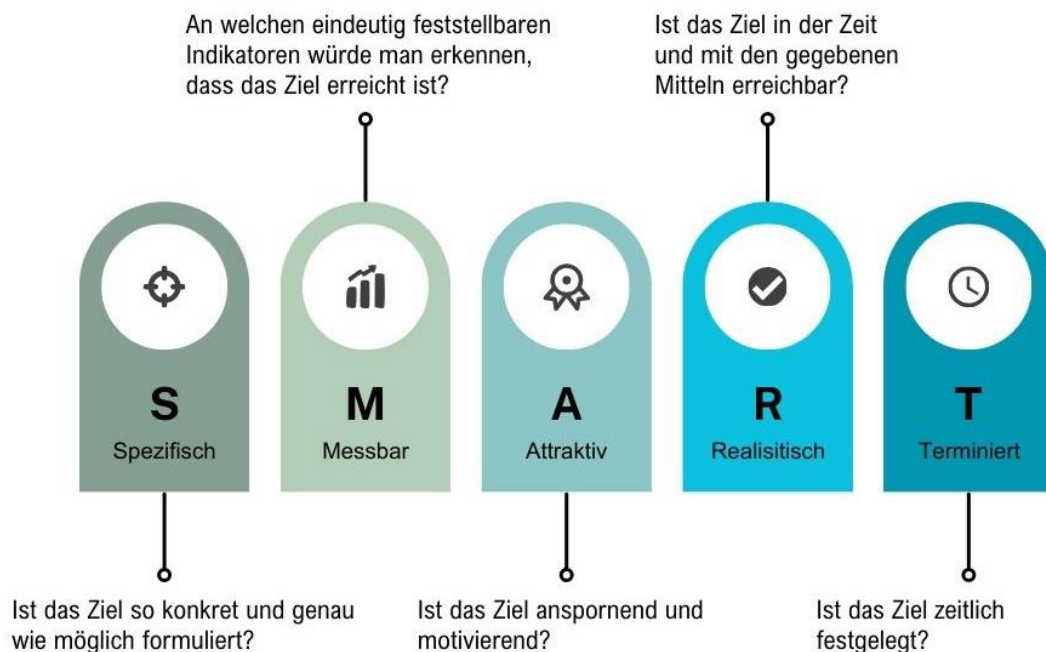 An welchen eindeutig feststellbaren
Indikatoren würde man erkennen,
dass das Ziel erreicht ist?
Ist das Ziel in der Zeit
und mit den gegebenen
Mitteln erreichbar?
S
Spezifisch
M
Messbar
A
Attraktiv
R
Realisitisch
T
Terminiert
Ist das Ziel so konkret und genau
wie möglich formuliert?
Ist das Ziel anspornend und
motivierend?
Ist das Ziel zeitlich
festgelegt?